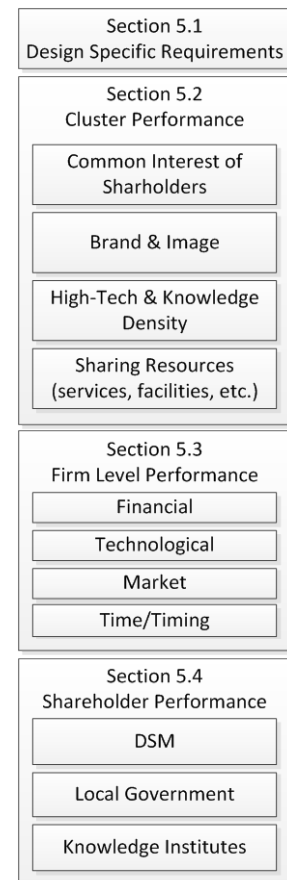 Section 5.1
Design Specific Requirements
Section 5.2
Cluster Performance
Common Interest of
Sharholders
Brand & Image
High-Tech & Knowledge
Density
Sharing Resources
(services, facilities, etc.)
Section 5.3
Firm Level Performance
Financial
Technological
Market
Time/Timing
Section 5.4
Shareholder Performance
DSM
Local Government
Knowledge Institutes